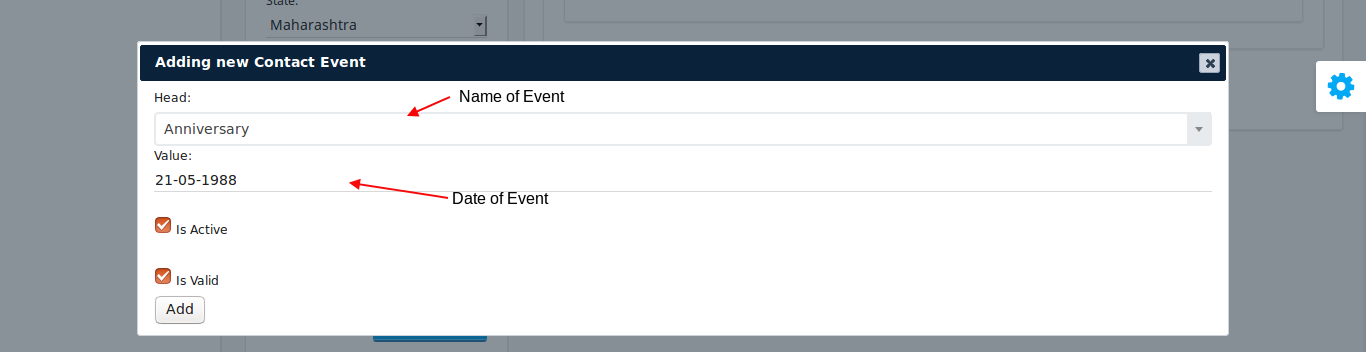 State:
Maharashtra
Adding new Contact Event
Head:
Name of Event
Anniversary
Value:
21-05-1988
Date of Event
Is Active
Is Valid
Add